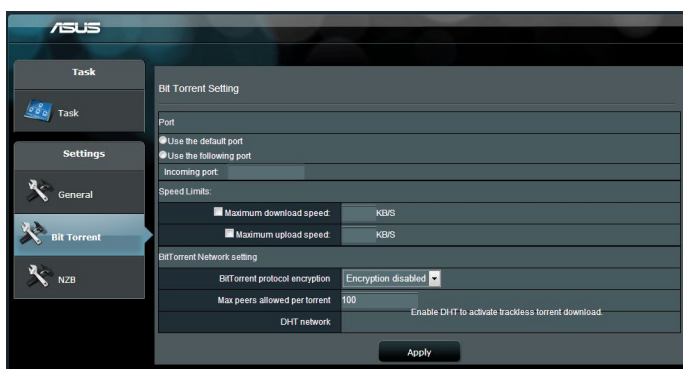 ASUS
Task
Task
Settings
General
Bit Torrent
NZB
Bit Torrent Setting
Port
Use the default port
Use the following port
Incoming port:
Speed Limits:
Maximum download speed: KB/S
Maximum upload speed: KB/S
BitTorrent Network setting
BitTorrent protocol encryption Encryption disabled
Max peers allowed per torrent 100
DHT network Enable DHT to activate trackless torrent download.
Apply